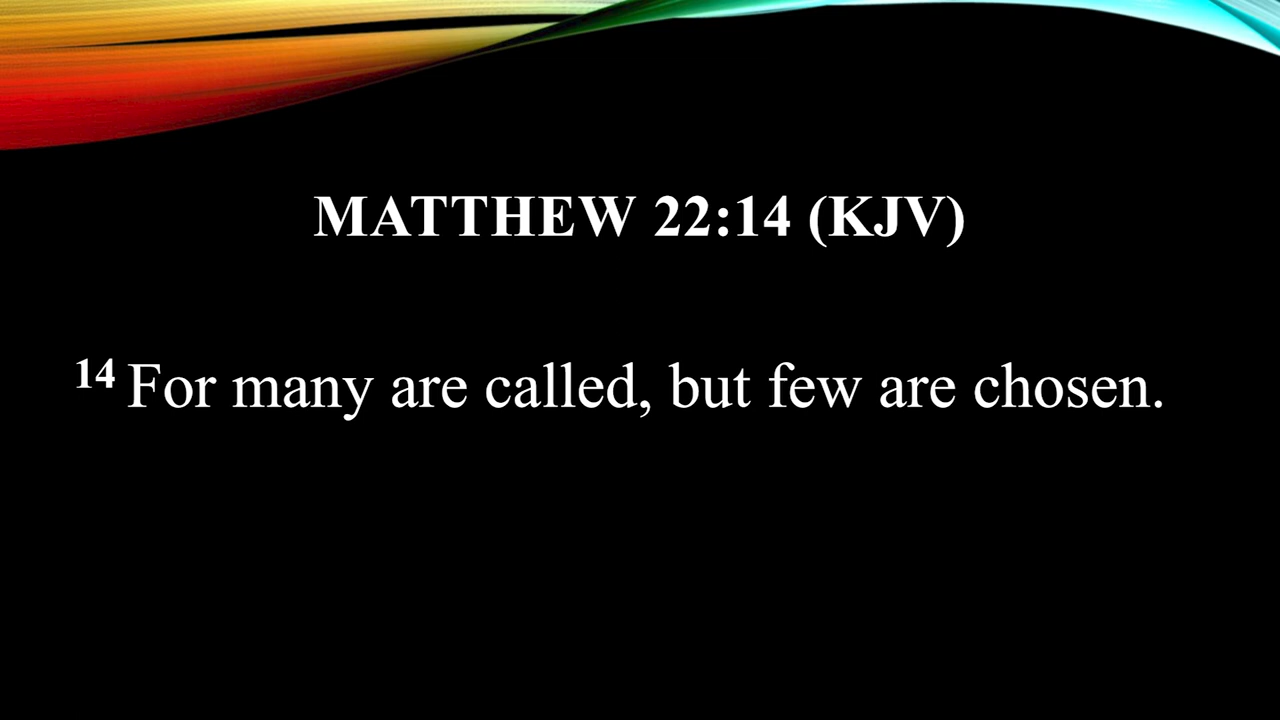 MATTHEW 22:14 (KJV)
14 For many are called, but few are chosen.